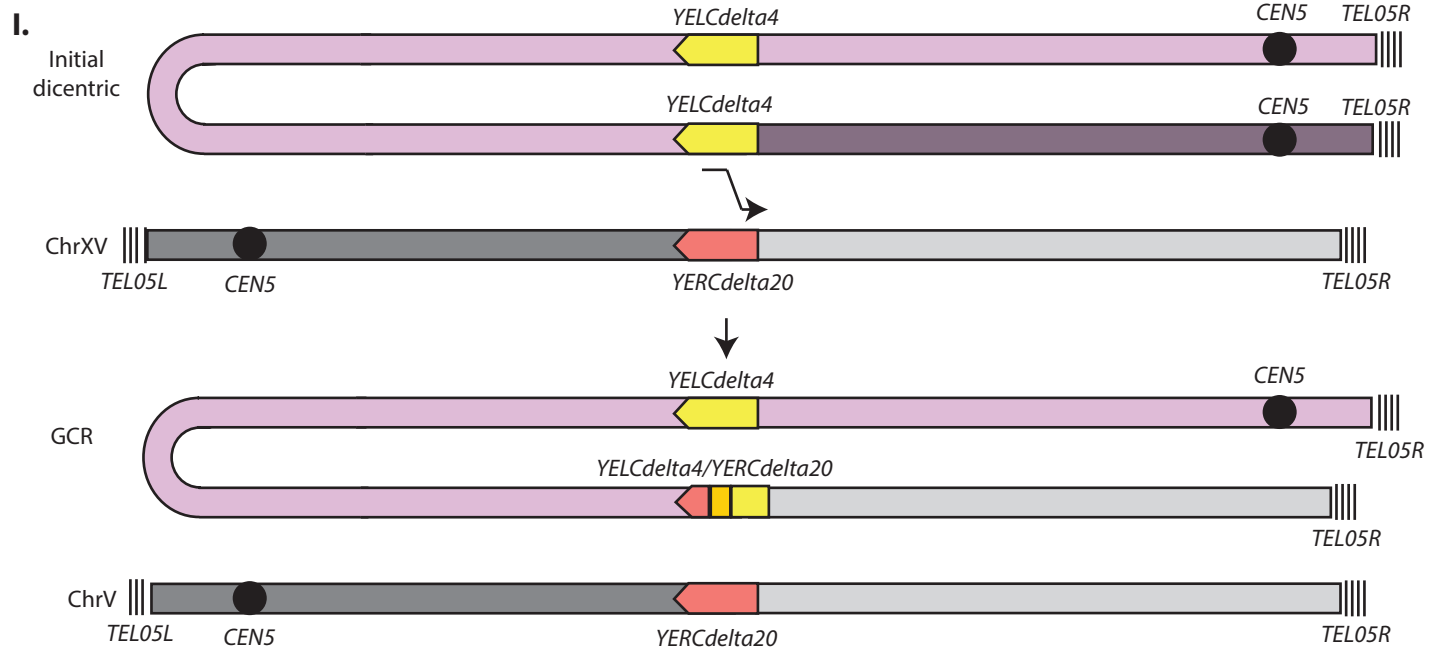 I.
YELCdelta4
CEN5
TEL05R
Initial
dicentric
YELCdelta4
CEN5
TEL05R
ChrXV
TEL05L
CEN5
YERCdelta20
TEL05R
YELCdelta4
CEN5
GCR
TEL05R
YELCdelta4/YERCdelta20
TEL05R
ChrV
TEL05L
CEN5
YERCdelta20
TEL05R